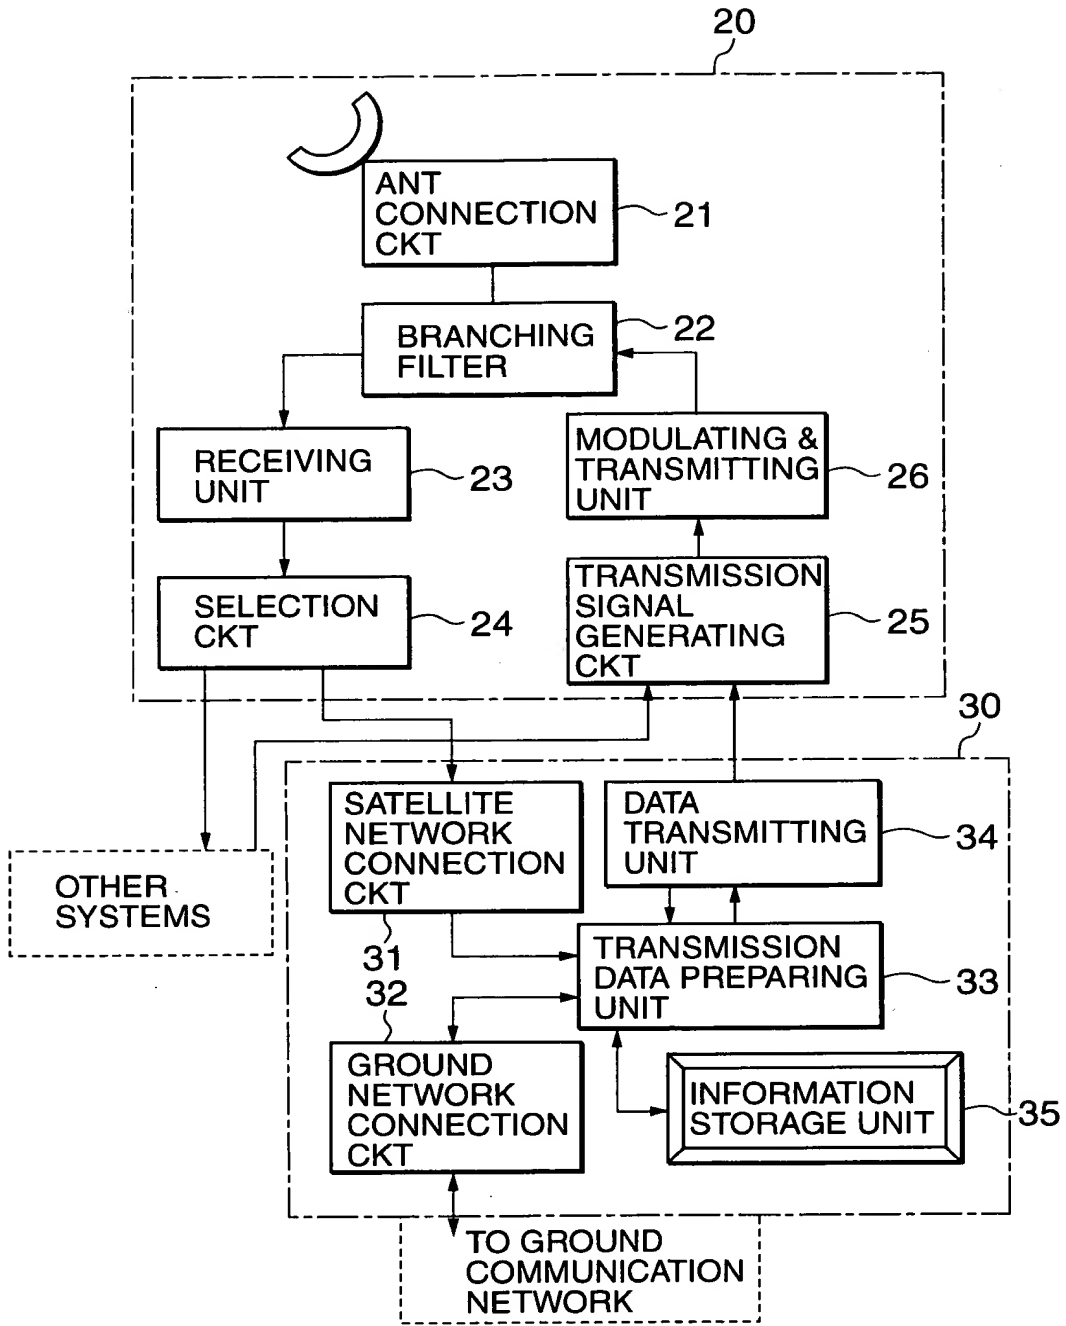 20
ANT
CONNECTION
CKT
21
BRANCHING
FILTER
22
RECEIVING
UNIT
23
MODULATING &
TRANSMITTING
UNIT
26
SELECTION
CKT
24
TRANSMISSION
SIGNAL
GENERATING
CKT
25
30
SATELLITE
NETWORK
CONNECTION
CKT
31
DATA
TRANSMITTING
UNIT
34
OTHER
SYSTEMS
TRANSMISSION
DATA PREPARING
UNIT
33
32
GROUND
NETWORK
CONNECTION
CKT
INFORMATION
STORAGE UNIT
35
TO GROUND
COMMUNICATION
NETWORK